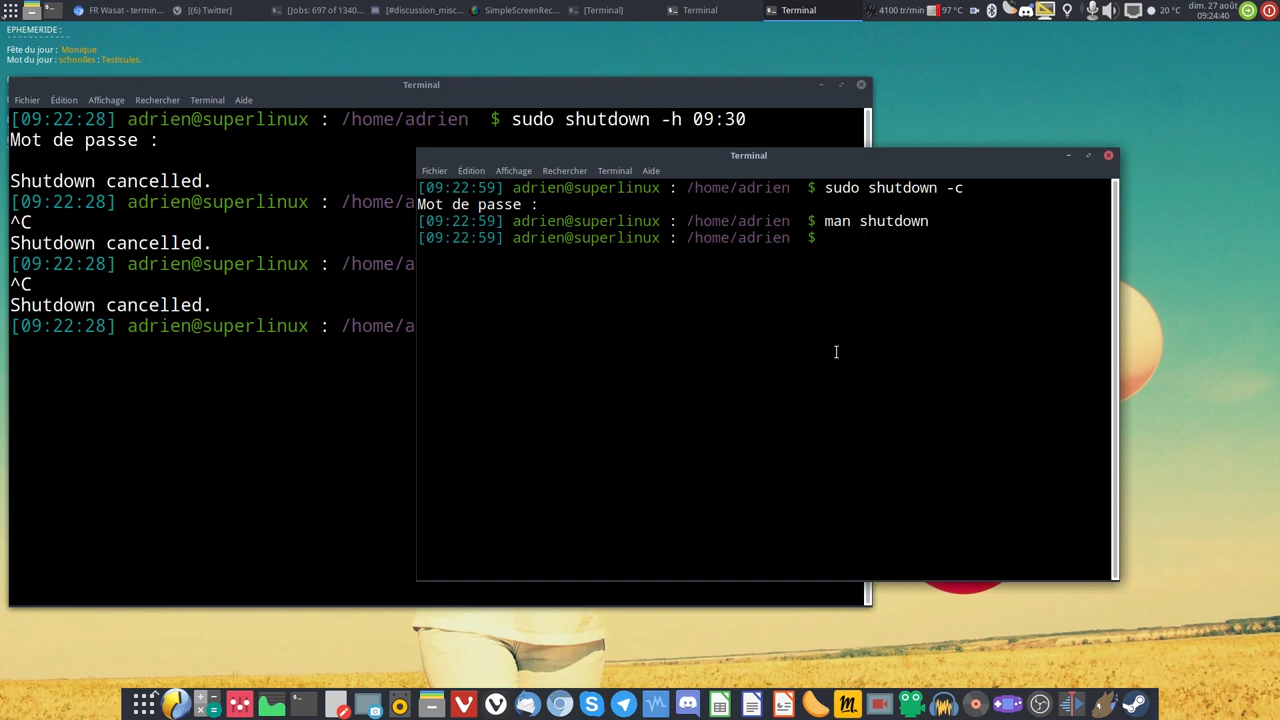 FR Wasat - termin...
[(6) Twitter]
[]Jobs: 697 of 1340...
[#discussion_misc...
SimpleScreenRec...
[Terminal]
Terminal
Terminal
4100 tr/min
97 °C
20 °C
dim. 27 août
09:24:40
EPHEMERIDE :
- - - - - - - - - - -
Fête du jour : Monique
Mot du jour : schnolles : Testicules.
Terminal
Fichier Édition Affichage Rechercher Terminal Aide
[09:22:28] adrien@superlinux : /home/adrien $ sudo shutdown -h 09:30
Mot de passe :
Shutdown cancelled.
[09:22:28] adrien@superlinux : /home/a
^C
Shutdown cancelled.
[09:22:28] adrien@superlinux : /home/a
^C
Shutdown cancelled.
[09:22:28] adrien@superlinux : /home/a
Terminal
Fichier Édition Affichage Rechercher Terminal Aide
[09:22:59] adrien@superlinux : /home/adrien $ sudo shutdown -c
Mot de passe :
[09:22:59] adrien@superlinux : /home/adrien $ man shutdown
[09:22:59] adrien@superlinux : /home/adrien $